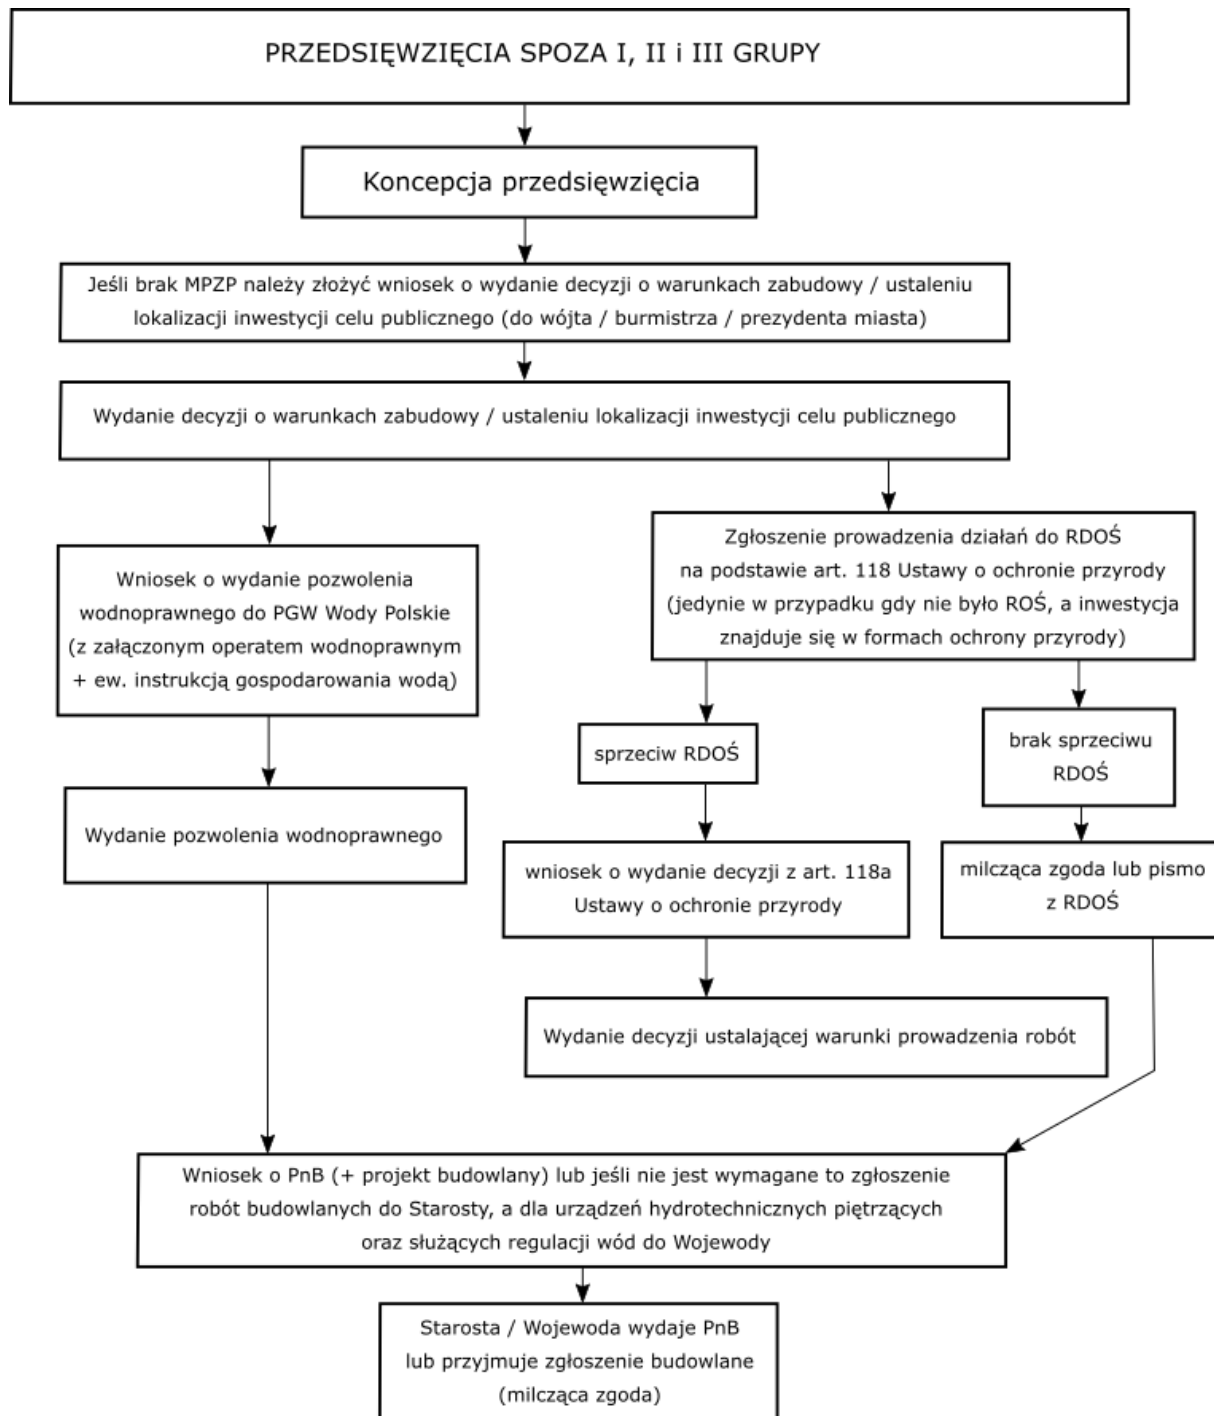 PRZEDSIĘWZIĘCIA SPOZA I, II i III GRUPY
Koncepcja przedsięwzięcia
Jeśli brak MPZP należy złożyć wniosek o wydanie decyzji o warunkach zabudowy / ustaleniu
lokalizacji inwestycji celu publicznego (do wójta / burmistrza / prezydenta miasta)
Wydanie decyzji o warunkach zabudowy / ustaleniu lokalizacji inwestycji celu publicznego
Wniosek o wydanie pozwolenia
wodnoprawnego do PGW Wody Polskie
(z załączonym operatem wodnoprawnym
+ ew. instrukcją gospodarowania wodą)
Wydanie pozwolenia wodnoprawnego
Zgłoszenie prowadzenia działań do RDOŚ
na podstawie art. 118 Ustawy o ochronie przyrody
(jedynie w przypadku gdy nie było ROŚ, a inwestycja
znajduje się w formach ochrony przyrody)
sprzeciw RDOŚ
wniosek o wydanie decyzji z art. 118a
Ustawy o ochronie przyrody
Wydanie decyzji ustalającej warunki prowadzenia robót
brak sprzeciwu
RDOŚ
milcząca zgoda lub pismo
z RDOŚ
Wniosek o PnB (+ projekt budowlany) lub jeśli nie jest wymagane to zgłoszenie
robót budowlanych do Starosty, a dla urządzeń hydrotechnicznych piętrzących
oraz służących regulacji wód do Wojewody
Starosta / Wojewoda wydaje PnB
lub przyjmuje zgłoszenie budowlane
(milcząca zgoda)